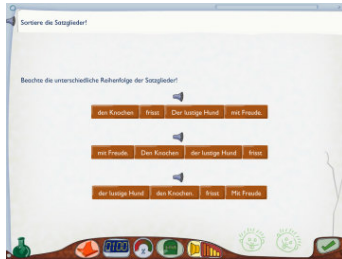 Sortiere die Satzglieder!
Beachte die unterschiedliche Reihenfolge der Satzglieder!
den Knochen frisst Der lustige Hund mit Freude.
mit Freude. Den Knochen der lustige Hund frisst
der lustige Hund den Knochen. frisst Mit Freude